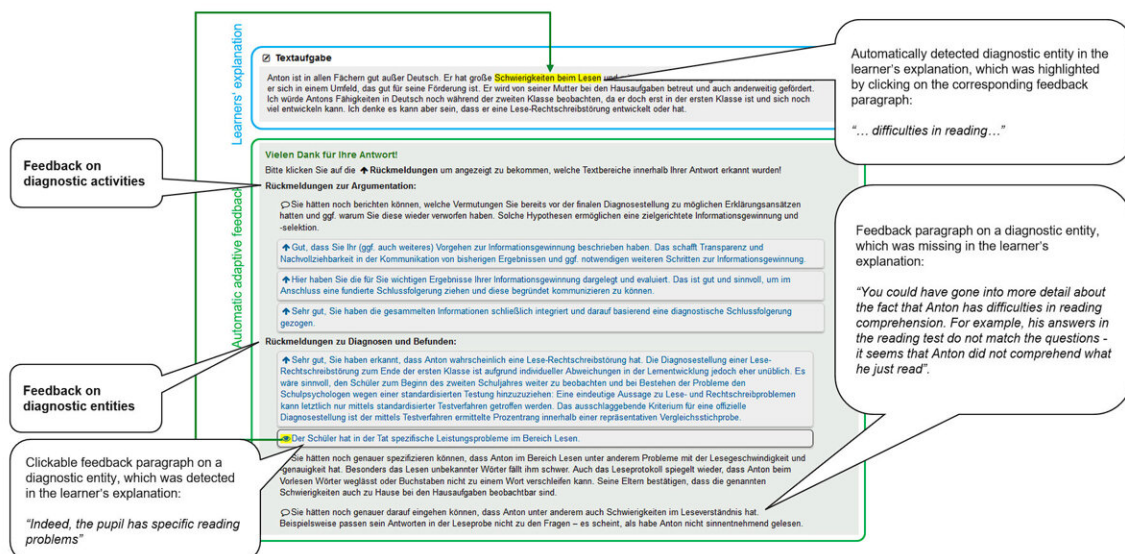 Learners' explanation
Textaufgabe
Anton ist in allen Fächern gut außer Deutsch. Er hat große Schwierigkeiten beim Lesen und
er sich in einem Umfeld, das gut für seine Förderung ist. Er wird von seiner Mutter bei den Hausaufgaben betreut und auch anderweitig gefördert.
Ich würde Antons Fähigkeiten in Deutsch noch während der zweiten Klasse beobachten, da er doch erst in der ersten Klasse ist und sich noch
viel entwickeln kann. Ich denke es kann aber sein, dass er eine Lese-Rechtschreibstörung entwickelt oder hat.
Automatically detected diagnostic entity in the
learner's explanation, which was highlighted
by clicking on the corresponding feedback
paragraph:
"… difficulties in reading…"
Feedback on
diagnostic activities
Automatic adaptive feedback
Vielen Dank für Ihre Antwort!
Bitte klicken Sie auf die Rückmeldungen um angezeigt zu bekommen, welche Textbereiche innerhalb Ihrer Antwort erkannt wurden!
Rückmeldungen zur Argumentation:
Sie hätten noch berichten können, welche Vermutungen Sie bereits vor der finalen Diagnosestellung zu möglichen Erklärungsansätzen
hatten und ggf. warum Sie diese wieder verworfen haben. Solche Hypothesen ermöglichen eine zielgerichtete Informationsgewinnung und
-selektion.
Gut, dass Sie Ihr (ggf. auch weiteres) Vorgehen zur Informationsgewinnung beschrieben haben. Das schafft Transparenz und
Nachvollziehbarkeit in der Kommunikation von bisherigen Ergebnissen und ggf. notwendigen weiteren Schritten zur Informationsgewinnung.
Hier haben Sie die für Sie wichtigen Ergebnisse Ihrer Informationsgewinnung dargelegt und evaluiert. Das ist gut und sinnvoll, um im
Anschluss eine fundierte Schlussfolgerung ziehen und diese begründet kommunizieren zu können.
Sehr gut, Sie haben die gesammelten Informationen schließlich integriert und darauf basierend eine diagnostische Schlussfolgerung
gezogen.
Feedback on
diagnostic entities
Rückmeldungen zu Diagnosen und Befunden:
Sehr gut, Sie haben erkannt, dass Anton wahrscheinlich eine Lese-Rechtschreibstörung hat. Die Diagnosestellung einer Lese-
Rechtschreibstörung zum Ende der ersten Klasse ist aufgrund individueller Abweichungen in der Lernentwicklung jedoch eher unüblich. Es
wäre sinnvoll, den Schüler zum Beginn des zweiten Schuljahres weiter zu beobachten und bei Bestehen der Probleme den
Schulpsychologen wegen einer standardisierten Testung hinzuzuziehen: Eine eindeutige Aussage zu Lese- und Rechtschreibproblemen
kann letztlich nur mittels standardisierter Testverfahren getroffen werden. Das ausschlaggebende Kriterium für eine offizielle
Diagnosestellung ist der mittels Testverfahren ermittelte Prozentrang innerhalb einer repräsentativen Vergleichsstichprobe.
Der Schüler hat in der Tat spezifische Leistungsprobleme im Bereich Lesen.
Sie hätten noch genauer spezifizieren können, dass Anton im Bereich Lesen unter anderem Probleme mit der Lesegeschwindigkeit und
-genauigkeit hat. Besonders das Lesen unbekannter Wörter fällt ihm schwer. Auch das Leseprotokoll spiegelt wieder, dass Anton beim
Vorlesen Wörter weglässt oder Buchstaben nicht zu einem Wort verschleifen kann. Seine Eltern bestätigen, dass die genannten
Schwierigkeiten auch zu Hause bei den Hausaufgaben beobachtbar sind.
Sie hätten noch genauer darauf eingehen können, dass Anton unter anderem auch Schwierigkeiten im Leseverständnis hat.
Beispielsweise passen sein Antworten in der Leseprobe nicht zu den Fragen – es scheint, als habe Anton nicht sinnentnehmend gelesen.
Clickable feedback paragraph on a
diagnostic entity, which was detected
in the learner's explanation:
"Indeed, the pupil has specific reading
problems"
Feedback paragraph on a diagnostic entity,
which was missing in the learner's
explanation:
"You could have gone into more detail about
the fact that Anton has difficulties in reading
comprehension. For example, his answers in
the reading test do not match the questions -
it seems that Anton did not comprehend what
he just read".